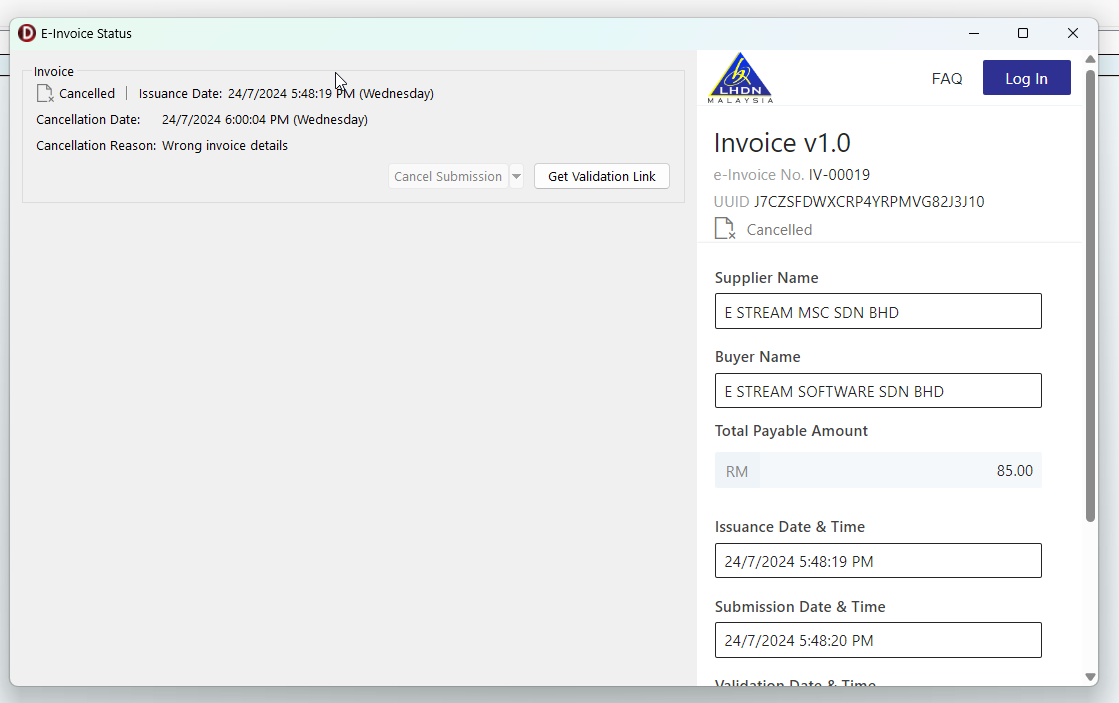 E-Invoice Status
Invoice
Cancelled | Issuance Date: 24/7/2024 5:48:19 PM (Wednesday)
Cancellation Date: 24/7/2024 6:00:04 PM (Wednesday)
Cancellation Reason: Wrong invoice details
Cancel Submission
Get Validation Link
LHDN
MALAYSIA
FAQ
Log In
Invoice v1.0
e-Invoice No. IV-00019
UUID J7CZSFDWXCRP4YRPMVG82J3J10
Cancelled
Supplier Name
E STREAM MSC SDN BHD
Buyer Name
E STREAM SOFTWARE SDN BHD
Total Payable Amount
RM 85.00
Issuance Date & Time
24/7/2024 5:48:19 PM
Submission Date & Time
24/7/2024 5:48:20 PM
Validation Date & Time